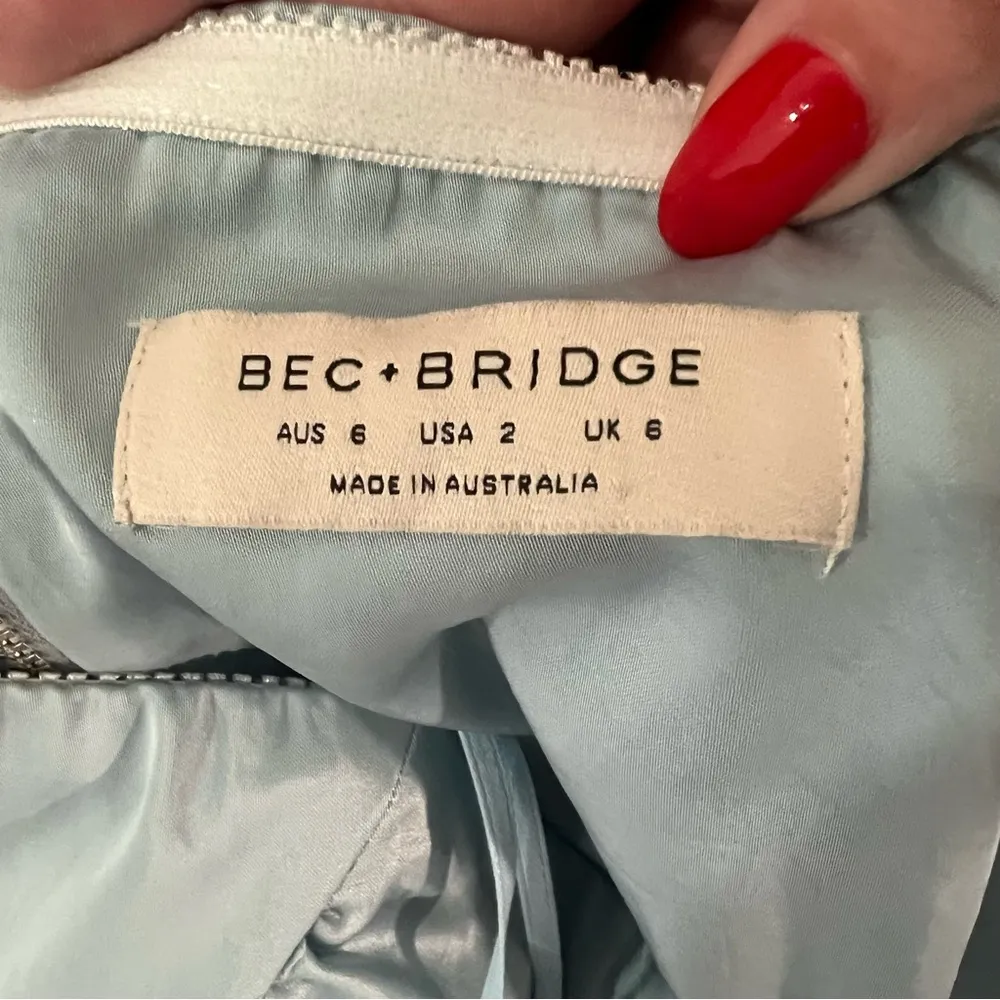 BEC+BRIDGE
AUS 6 USA 2 UK 6
MADE IN AUSTRALIA